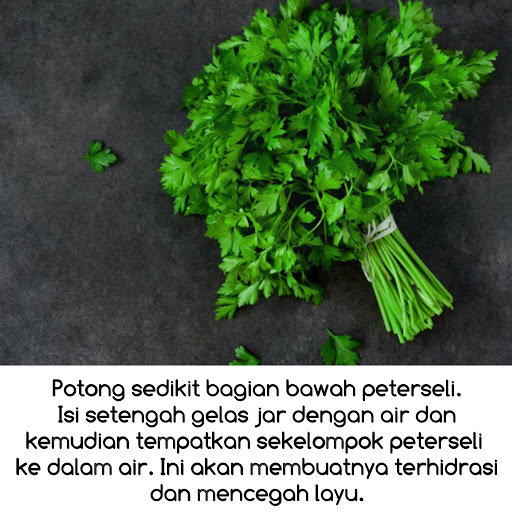 Potong sedikit bagian bawah peterseli.
Isi setengah gelas jar dengan air dan
kemudian tempatkan sekelompok peterseli
ke dalam air. Ini akan membuatnya terhidrasi
dan mencegah layu.